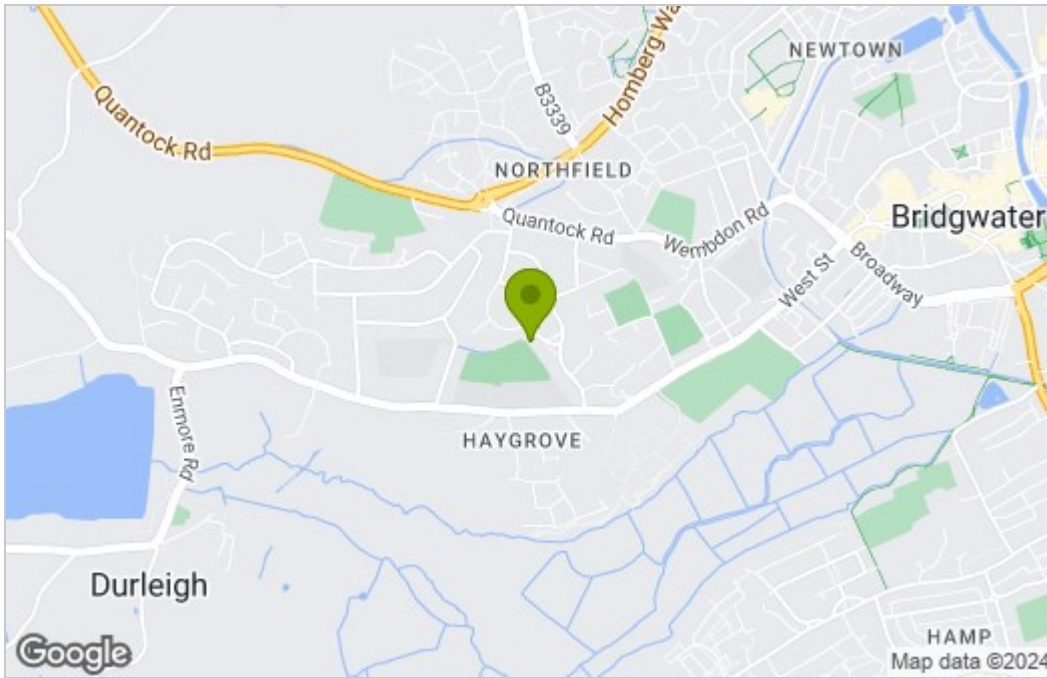 NEWTOWN
Homberg Wa
B3339
Quantock Rd
NORTHFIELD
Quantock Rd
Wembdon Rd
Bridgwater
West St
Broadway
Enmore Rd
HAYGROVE
Durleigh
HAMP
Google
Map data ©2024